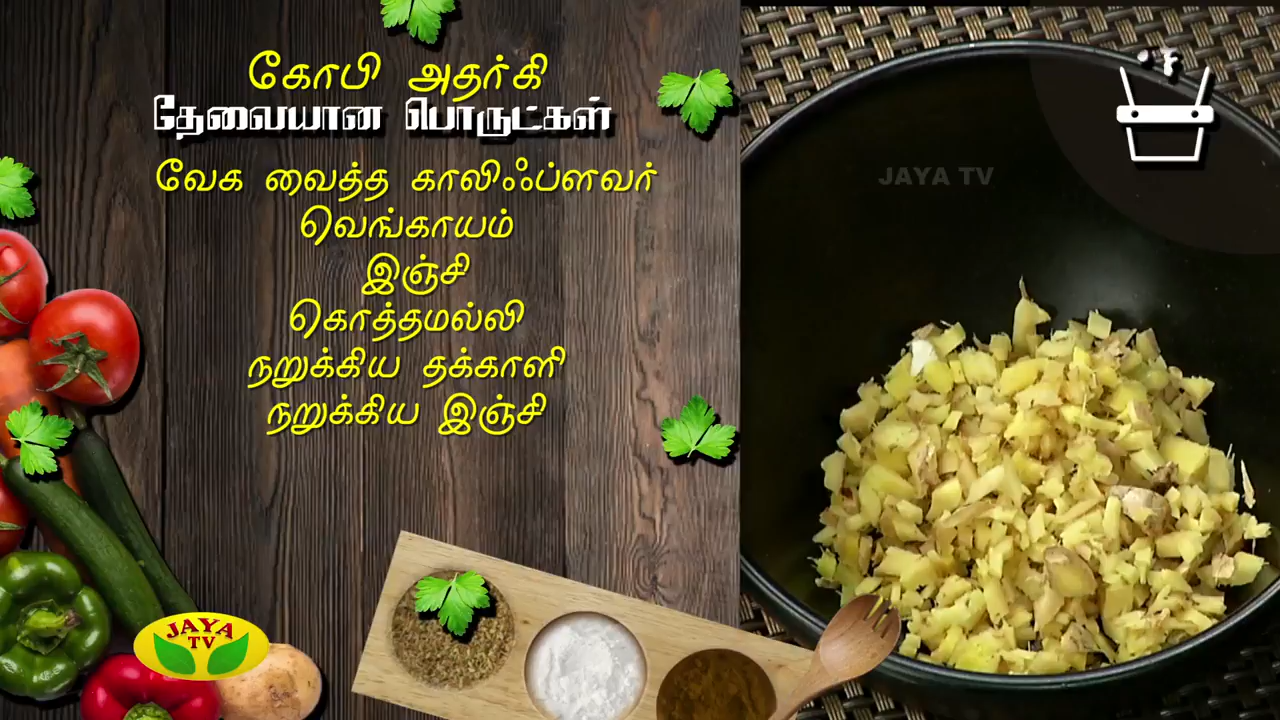 கோபி அதர்கி
தேவையான பொருட்கள்
வேக வைத்த காலிஃப்ளவர்
வெங்காயம்
இஞ்சி
கொத்தமல்லி
நறுக்கிய தக்காளி
நறுக்கிய இஞ்சி
JAYA TV
JAYA
TV